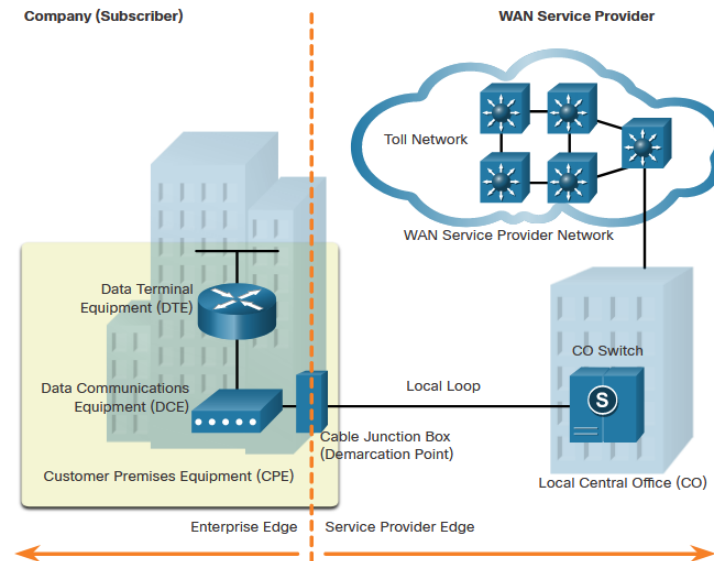 Company (Subscriber)
WAN Service Provider
Toll Network
WAN Service Provider Network
Data Terminal
Equipment (DTE)
CO Switch
Data Communications
Equipment (DCE)
Local Loop
S
Cable Junction Box
(Demarcation Point)
Customer Premises Equipment (CPE)
Local Central Office (CO)
Enterprise Edge
Service Provider Edge